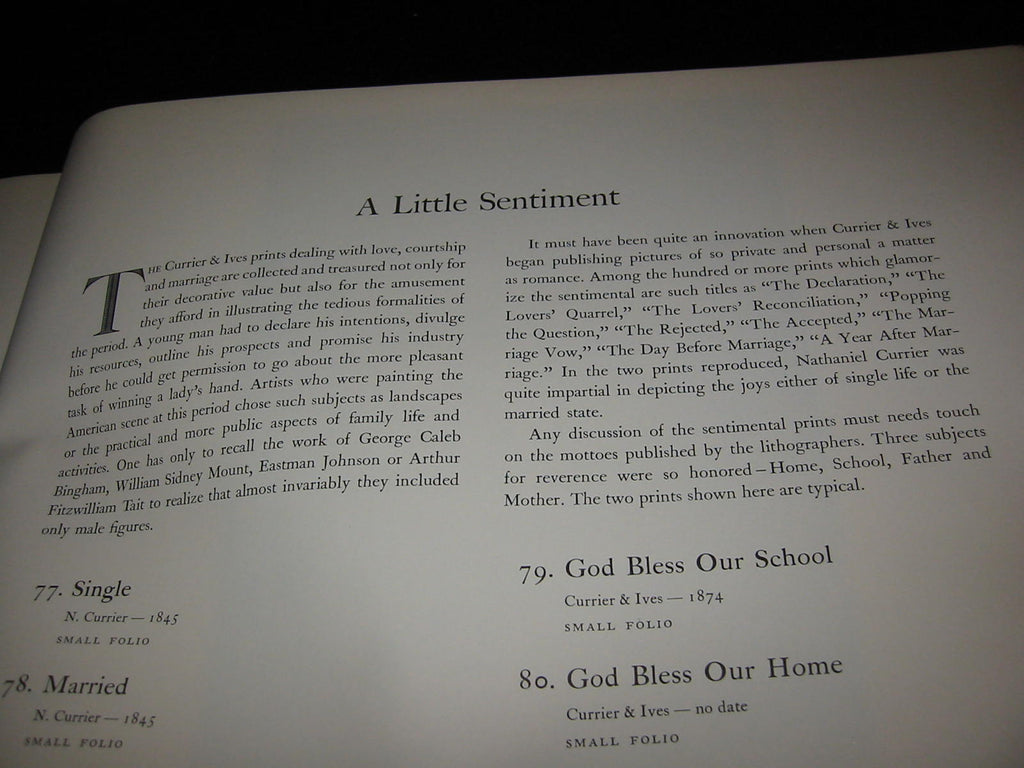 A Little Sentiment
THE Currier & Ives prints dealing with love, courtship
and marriage are collected and treasured not only for
their decorative value but also for the amusement
they afford in illustrating the tedious formalities of
the period. A young man had to declare his intentions, divulge
his resources, outline his prospects and promise his industry
before he could get permission to go about the more pleasant
task of winning a lady's hand. Artists who were painting the
American scene at this period chose such subjects as landscapes
or the practical and more public aspects of family life and
activities. One has only to recall the work of George Caleb
Bingham, William Sidney Mount, Eastman Johnson or Arthur
Fitzwilliam Tait to realize that almost invariably they included
only male figures.
77. Single
N. Currier — 1845
SMALL FOLIO
78. Married
N. Currier — 1845
SMALL FOLIO
It must have been quite an innovation when Currier & Ives
began publishing pictures of so private and personal a matter
as romance. Among the hundred or more prints which glamor-
ize the sentimental are such titles as “The Declaration,” “The
Lovers’ Quarrel,” “The Lovers’ Reconciliation,” “Popping
the Question,” “The Rejected,” “The Accepted,” “The Mar-
riage Vow,” “The Day Before Marriage,” “A Year After Mar-
riage.” In the two prints reproduced, Nathaniel Currier was
quite impartial in depicting the joys either of single life or the
married state.
Any discussion of the sentimental prints must needs touch
on the mottoes published by the lithographers. Three subjects
for reverence were so honored – Home, School, Father and
Mother. The two prints shown here are typical.
79. God Bless Our School
Currier & Ives — 1874
SMALL FOLIO
80. God Bless Our Home
Currier & Ives — no date
SMALL FOLIO